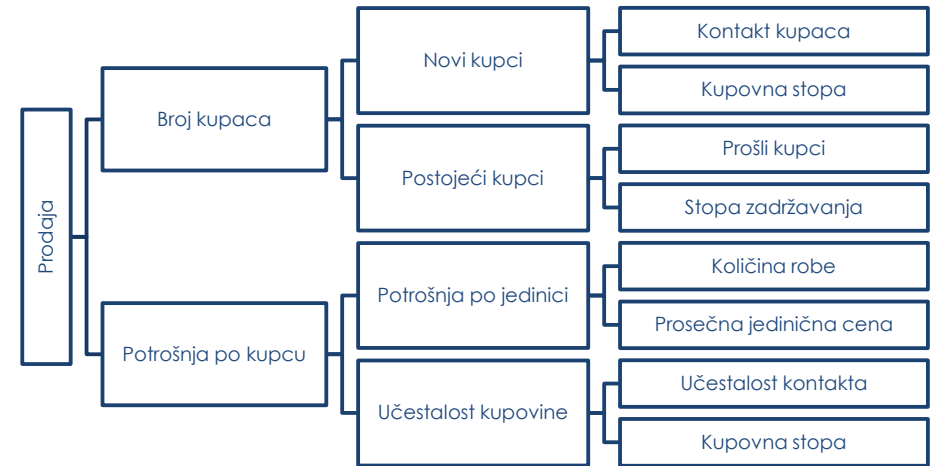 Prodaja
Broj kupaca
Novi kupci
Kontakt kupaca
Kupovna stopa
Postojeći kupci
Prošli kupci
Stopa zadržavanja
Potrošnja po kupcu
Potrošnja po jedinici
Količina robe
Prosečna jedinična cena
Učestalost kupovine
Učestalost kontakta
Kupovna stopa